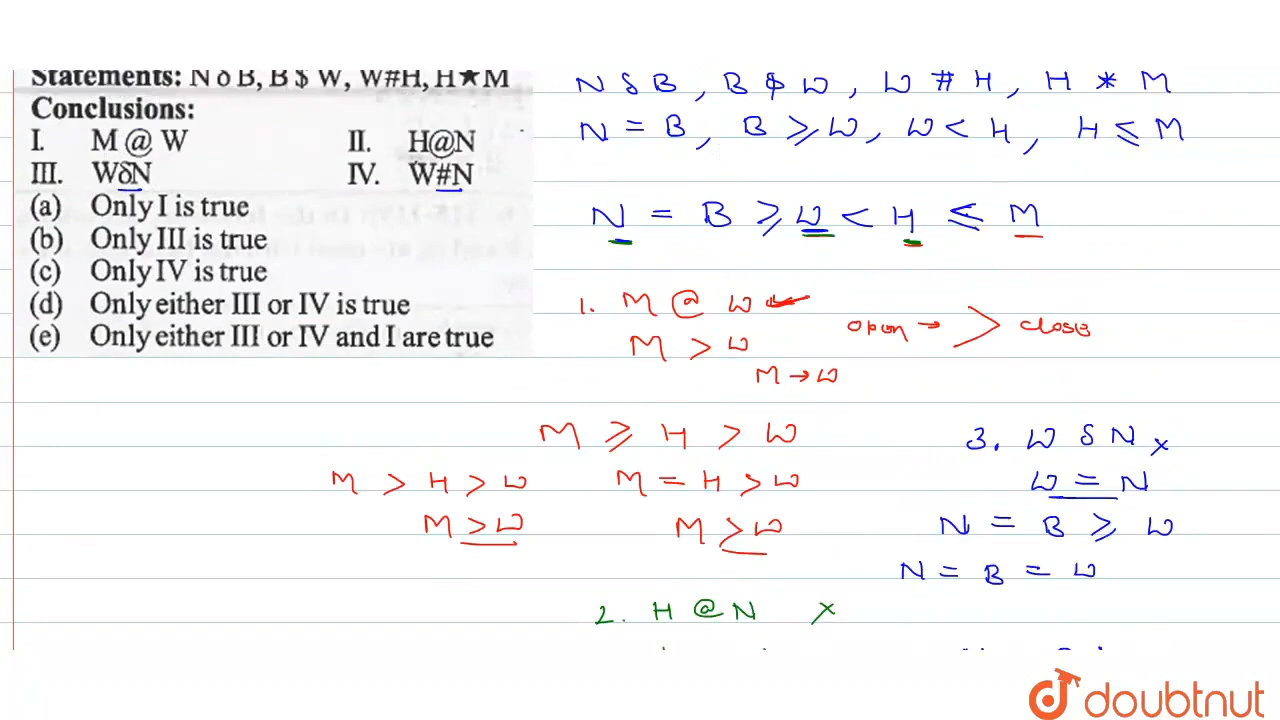 Statements: N δ B, B $ W, W#H, H★M
Conclusions:
I. M @ W II. H@N
III. WδN IV. W#N
(a) Only I is true
(b) Only III is true
(c) Only IV is true
(d) Only either III or IV is true
(e) Only either III or IV and I are true
N δ B, B $ W, W # H, H * M
N = B, B ⩾ W, W < H, H ⩽ M
N = B ⩾ W < H ⩽ M
1. M @ W ✓
M > W
M → W
open → > close
M ⩾ H > W
M > H > W M = H > W
M > W M > W
3. W δ N ×
W = N
N = B ⩾ W
N = B = W
2. H @ N ×
doubtnut